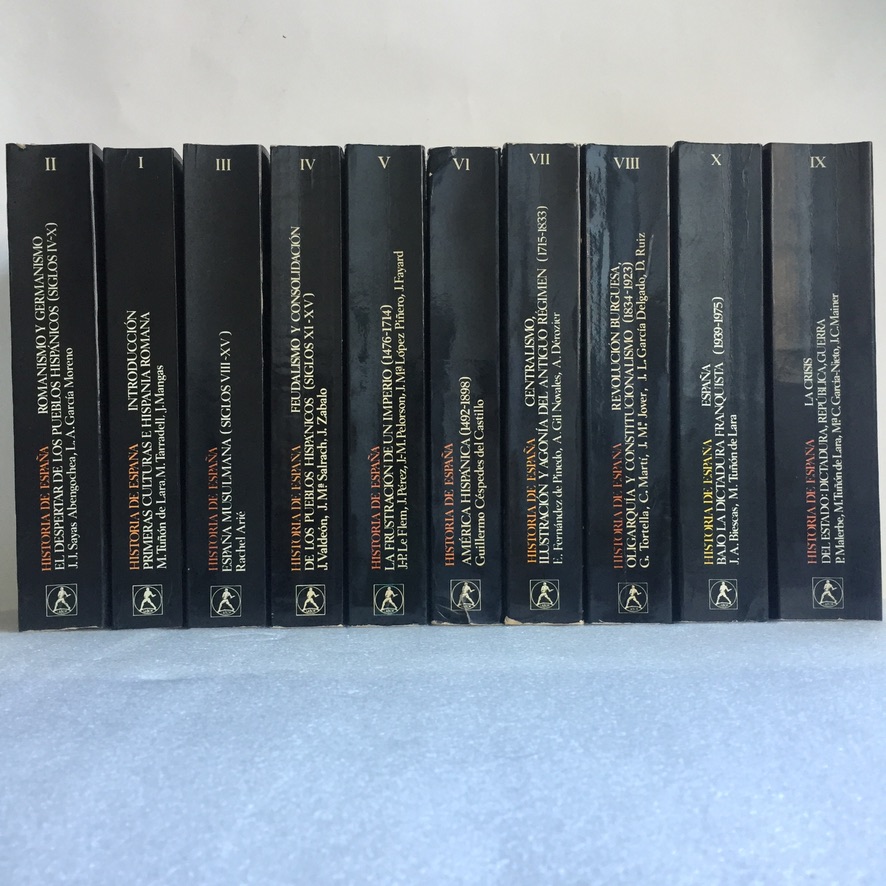 II
HISTORIA DE ESPAÑA ROMANISMO Y GERMANISMO
EL DESPERTAR DE LOS PUEBLOS HISPÁNICOS (SIGLOS IV-X)
J. J. Sayas Abengochea, L. A. García Moreno
I
HISTORIA DE ESPAÑA INTRODUCCIÓN
PRIMERAS CULTURAS E HISPANIA ROMANA
M. Tuñón de Lara, M. Tarradell, J. Mangas
III
HISTORIA DE ESPAÑA
ESPAÑA MUSULMANA (SIGLOS VIII-XV)
Rachel Arié
IV
HISTORIA DE ESPAÑA FEUDALISMO Y CONSOLIDACIÓN
DE LOS PUEBLOS HISPÁNICOS (SIGLOS XI-XV)
J. Valdeón, J. Mª Salrach, J. Zabalo
V
HISTORIA DE ESPAÑA
LA FRUSTRACIÓN DE UN IMPERIO (1476-1714)
J-P. Le Flem, J. Pérez, J-M. Pelorson, J. Mª López Piñero, J. Fayard
VI
HISTORIA DE ESPAÑA
AMÉRICA HISPÁNICA (1492-1898)
Guillermo Céspedes del Castillo
VII
HISTORIA DE ESPAÑA CENTRALISMO,
ILUSTRACIÓN Y AGONÍA DEL ANTIGUO RÉGIMEN (1715-1833)
E. Fernández de Pinedo, A. Gil Novales, A. Dérozier
VIII
HISTORIA DE ESPAÑA REVOLUCIÓN BURGUESA,
OLIGARQUÍA Y CONSTITUCIONALISMO (1834-1923)
G. Tortella, C. Martí, J. Mª. Jover, J. L. García Delgado, D. Ruiz
X
HISTORIA DE ESPAÑA ESPAÑA
BAJO LA DICTADURA FRANQUISTA (1939-1975)
J. A. Biescas, M. Tuñón de Lara
IX
HISTORIA DE ESPAÑA LA CRISIS
DEL ESTADO: DICTADURA, REPÚBLICA, GUERRA
P. Malerbe, M. Tuñón de Lara, Mª. C. García-Nieto, J. C. Mainer